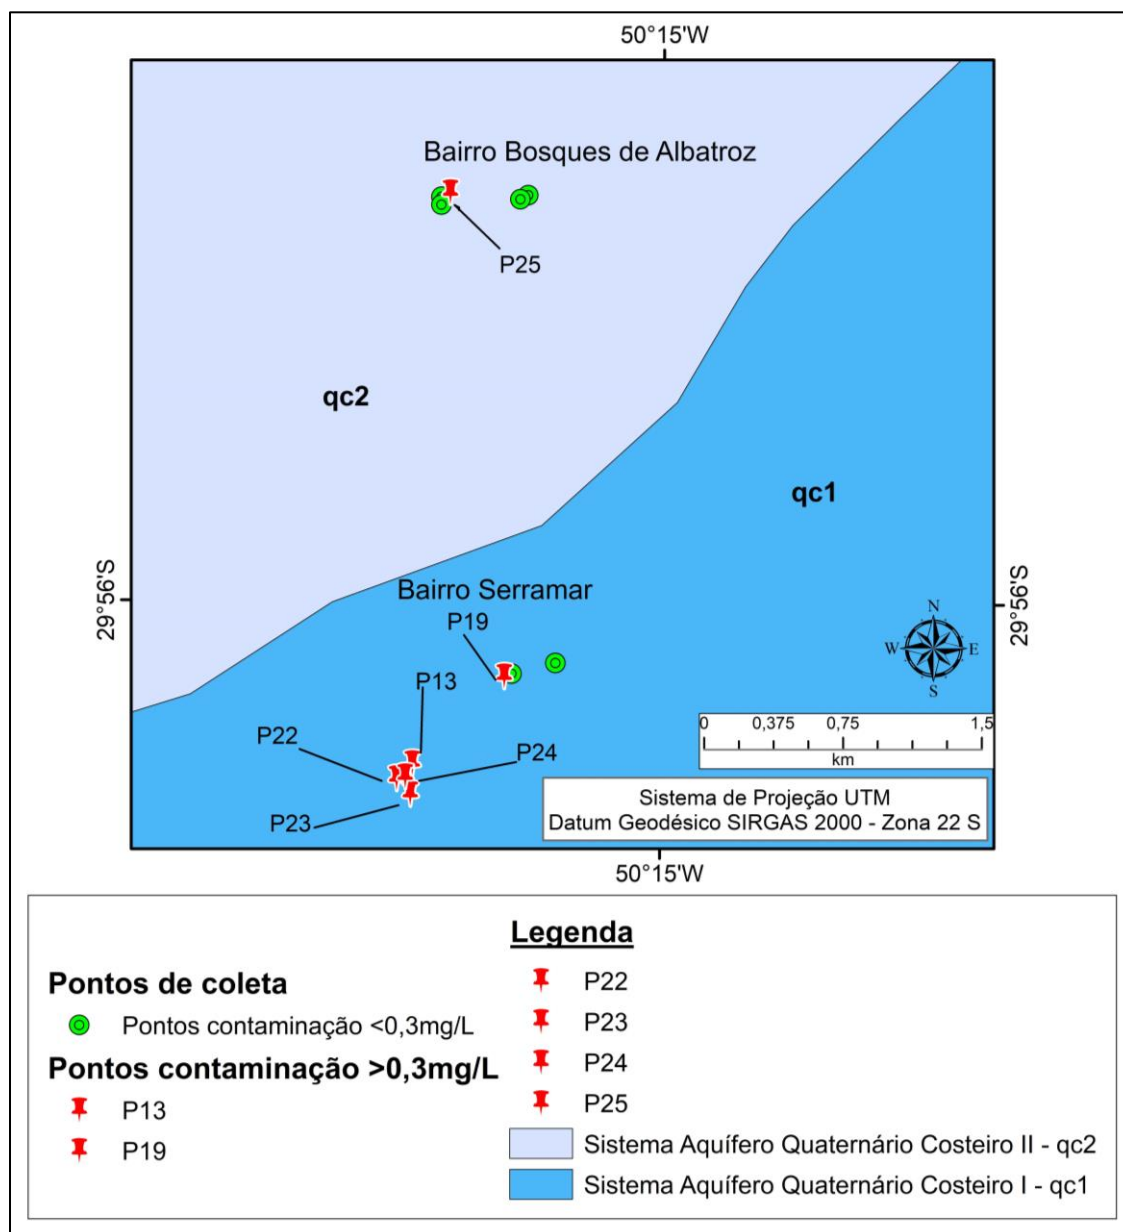 50°15'W
Bairro Bosques de Albatroz
P25
qc2
qc1
29°56'S
29°56'S
Bairro Serramar
P19
P13
P22
P24
P23
N
W
E
S
0
0,375
0,75
1,5
km
Sistema de Projeção UTM
Datum Geodésico SIRGAS 2000 - Zona 22 S
50°15'W
Legenda
Pontos de coleta
Pontos contaminação <0,3mg/L
Pontos contaminação >0,3mg/L
P13
P19
P22
P23
P24
P25
Sistema Aquífero Quaternário Costeiro II - qc2
Sistema Aquífero Quaternário Costeiro I - qc1